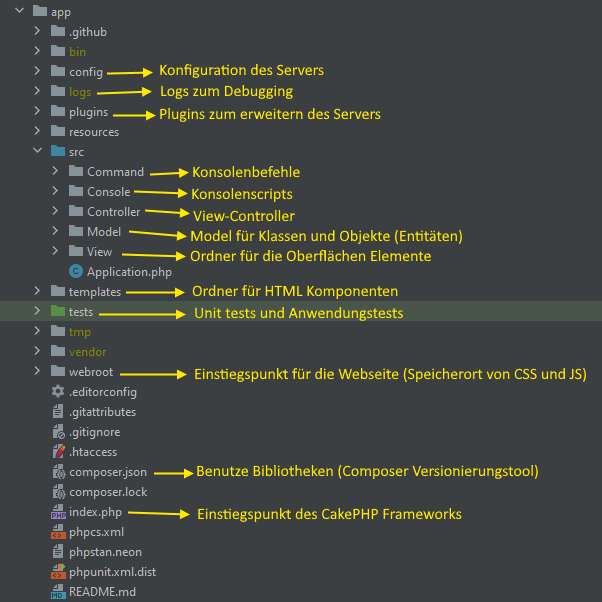 app
.github
bin
config Konfiguration des Servers
logs Logs zum Debugging
plugins Plugins zum erweitern des Servers
resources
src
Command Konsolenbefehle
Console Konsolenscripts
Controller View-Controller
Model Model für Klassen und Objekte (Entitäten)
View Ordner für die Oberflächen Elemente
C Application.php
templates Ordner für HTML Komponenten
tests Unit tests und Anwendungstests
tmp
vendor
webroot Einstiegspunkt für die Webseite (Speicherort von CSS und JS)
.editorconfig
.gitattributes
.gitignore
.htaccess
composer.json Benutze Bibliotheken (Composer Versionierungstool)
composer.lock
PHP index.php Einstiegspunkt des CakePHP Frameworks
phpcs.xml
phpstan.neon
phpunit.xml.dist
MD README.md